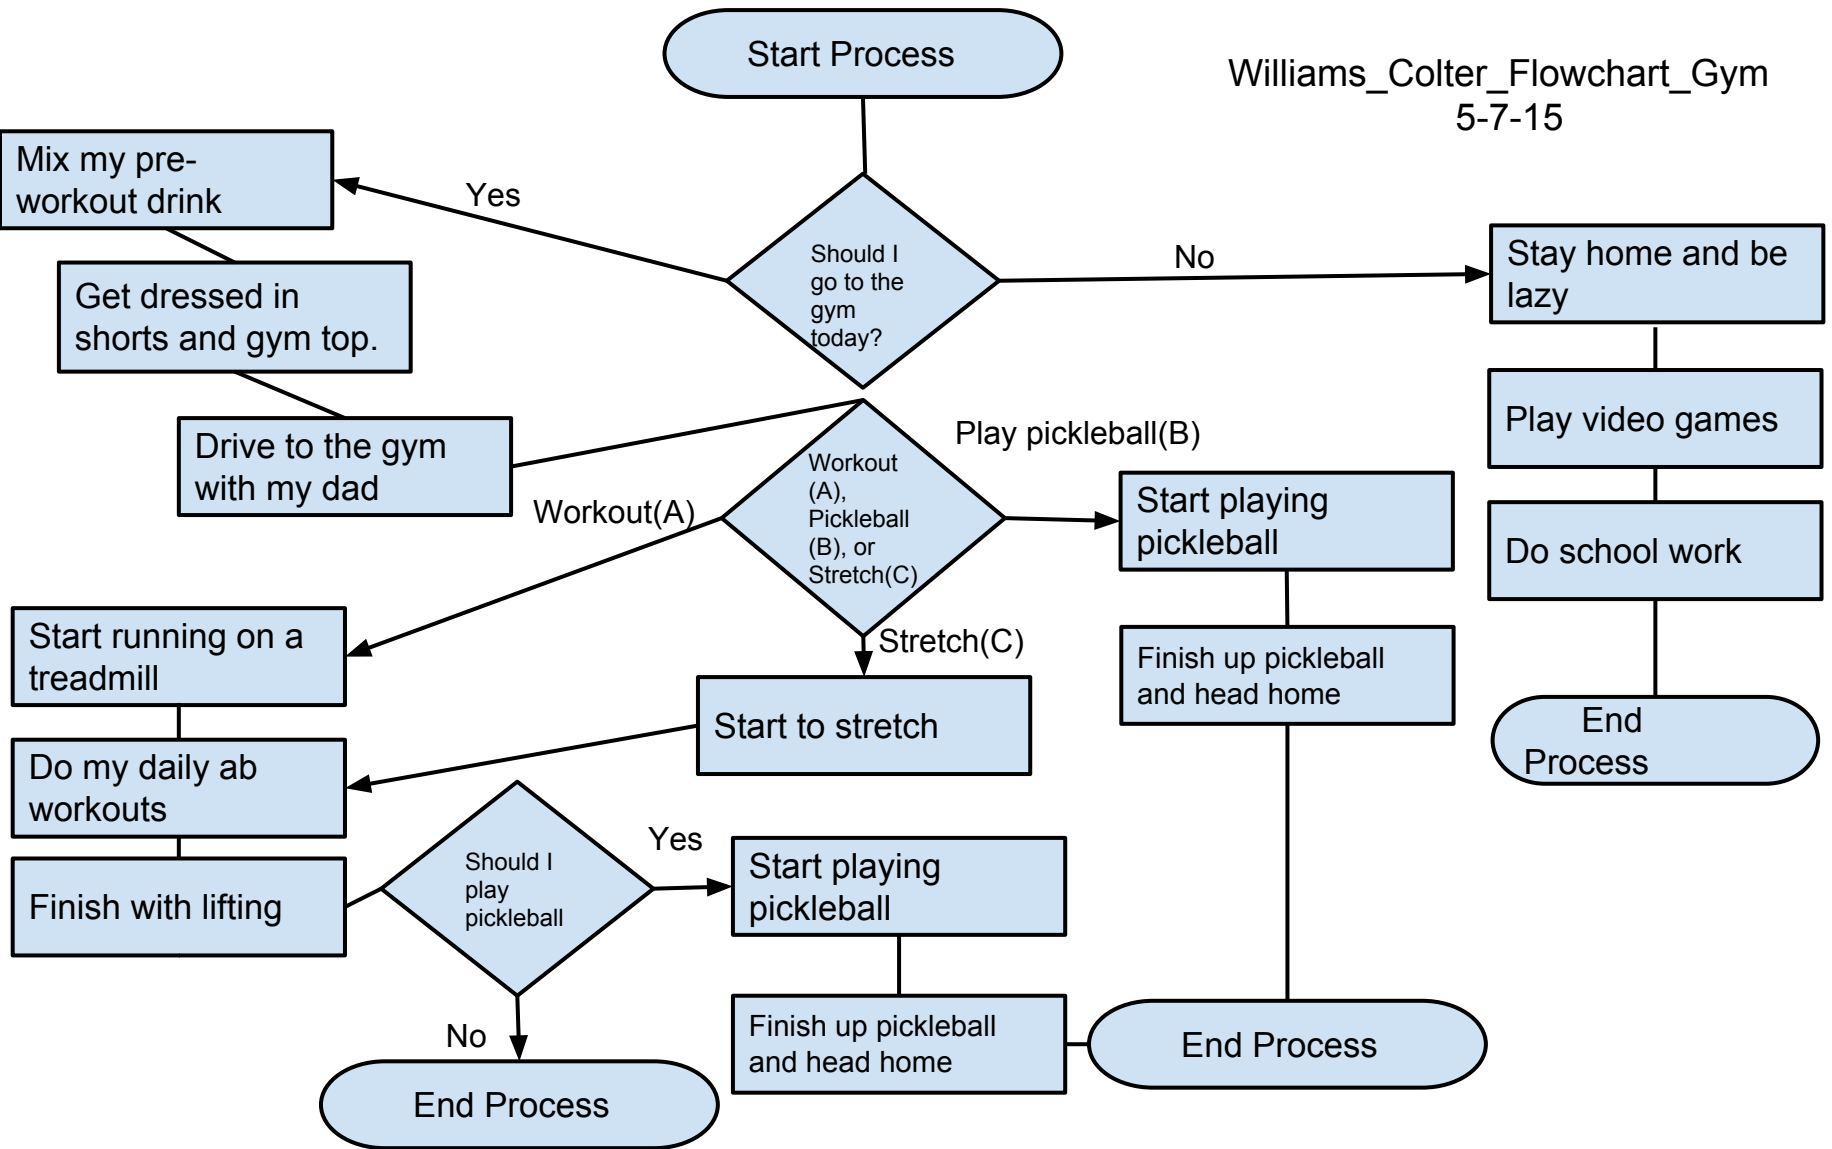 Start Process
Williams_Colter_Flowchart_Gym
5-7-15
Mix my pre-
workout drink
Yes
Should I
go to the
gym
today?
No
Stay home and be
lazy
Get dressed in
shorts and gym top.
Play video games
Drive to the gym
with my dad
Workout(A)
Workout
(A),
Pickleball
(B), or
Stretch(C)
Play pickleball(B)
Start playing
pickleball
Do school work
Stretch(C)
Start running on a
treadmill
Start to stretch
Finish up pickleball
and head home
End
Process
Do my daily ab
workouts
Finish with lifting
Should I
play
pickleball
Yes
Start playing
pickleball
No
Finish up pickleball
and head home
End Process
End Process